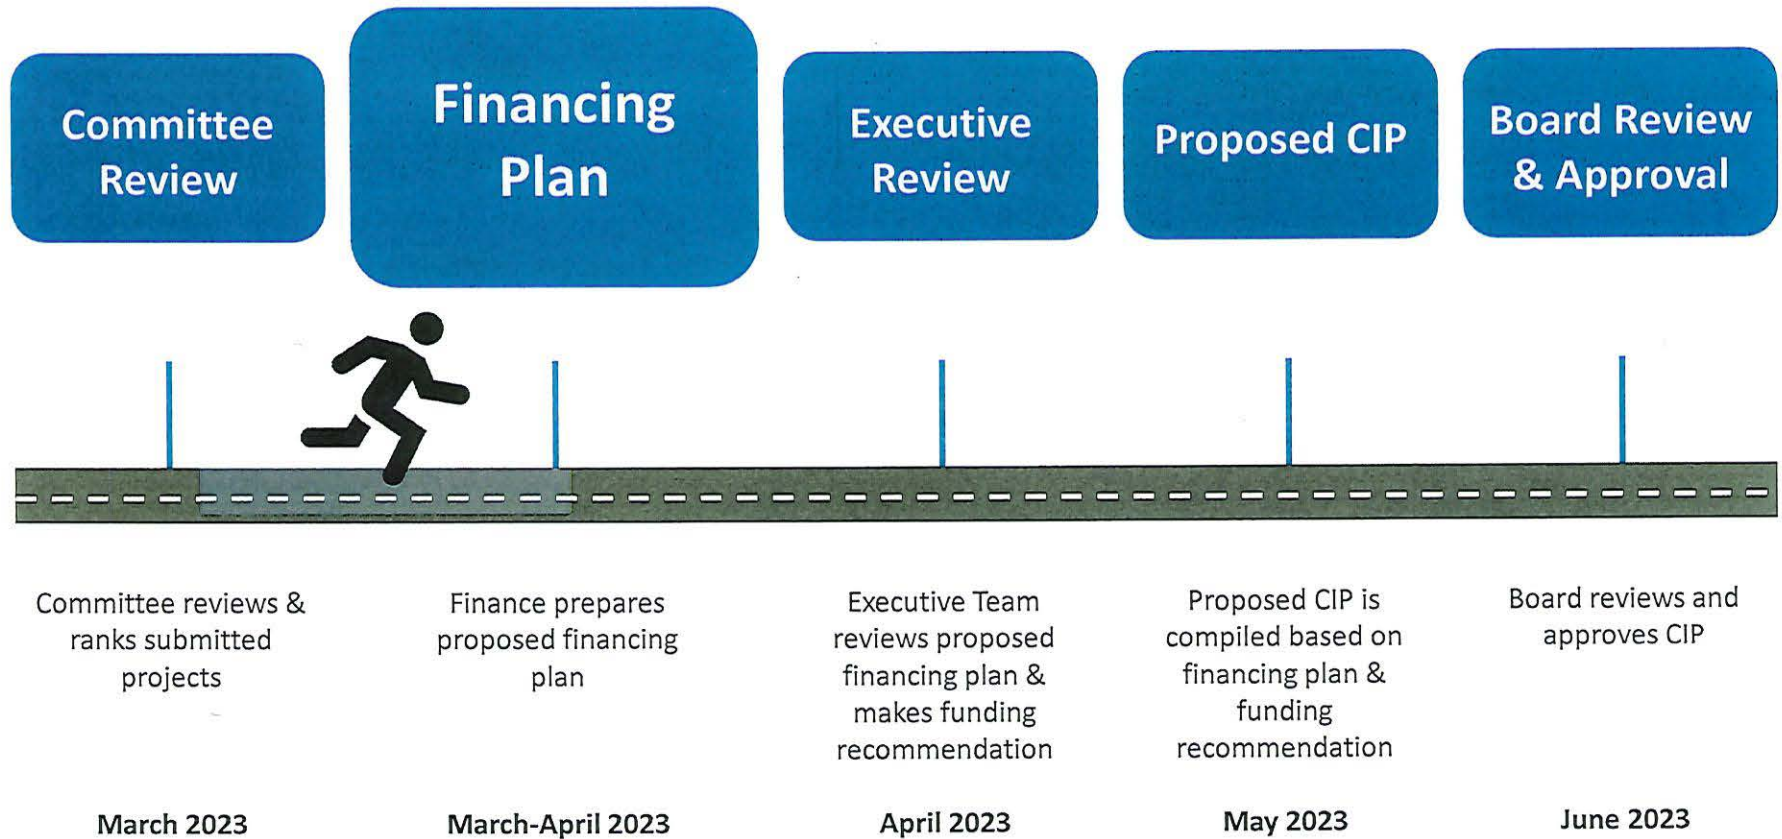 Committee
Review
Financing
Plan
Executive
Review
Proposed CIP
Board Review
& Approval
Committee reviews &
ranks submitted
projects
Finance prepares
proposed financing
plan
Executive Team
reviews proposed
financing plan &
makes funding
recommendation
Proposed CIP is
compiled based on
financing plan &
funding
recommendation
Board reviews and
approves CIP
March 2023
March-April 2023
April 2023
May 2023
June 2023